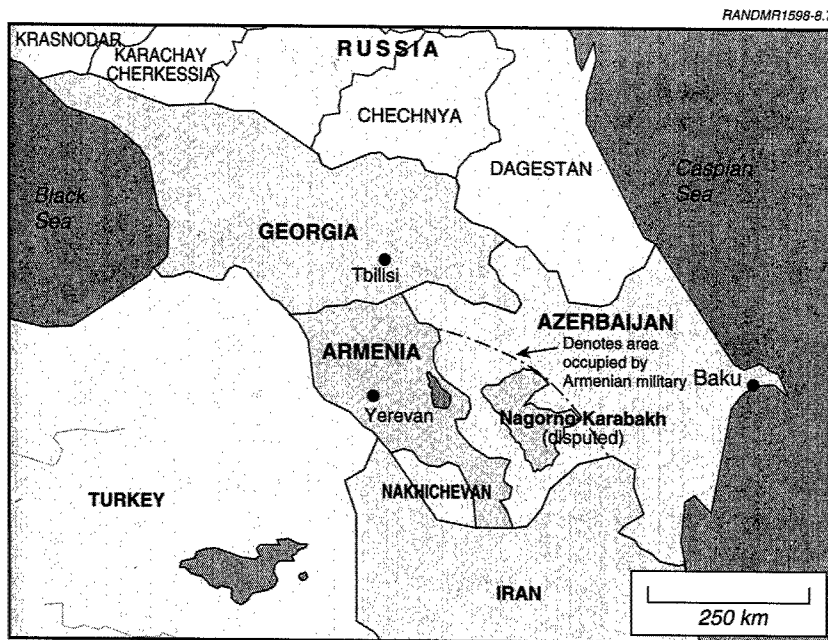 RANDMR1598-8.7
KRASNODAR
KARACHAY
CHERKESSIA
RUSSIA
CHECHNYA
DAGESTAN
Caspian
Sea
Black
Sea
GEORGIA
Tbilisi
AZERBAIJAN
Denotes area
occupied by
Armenian military
ARMENIA
Baku
Yerevan
Nagorno-Karabakh
(disputed)
NAKHICHEVAN
TURKEY
IRAN
250 km